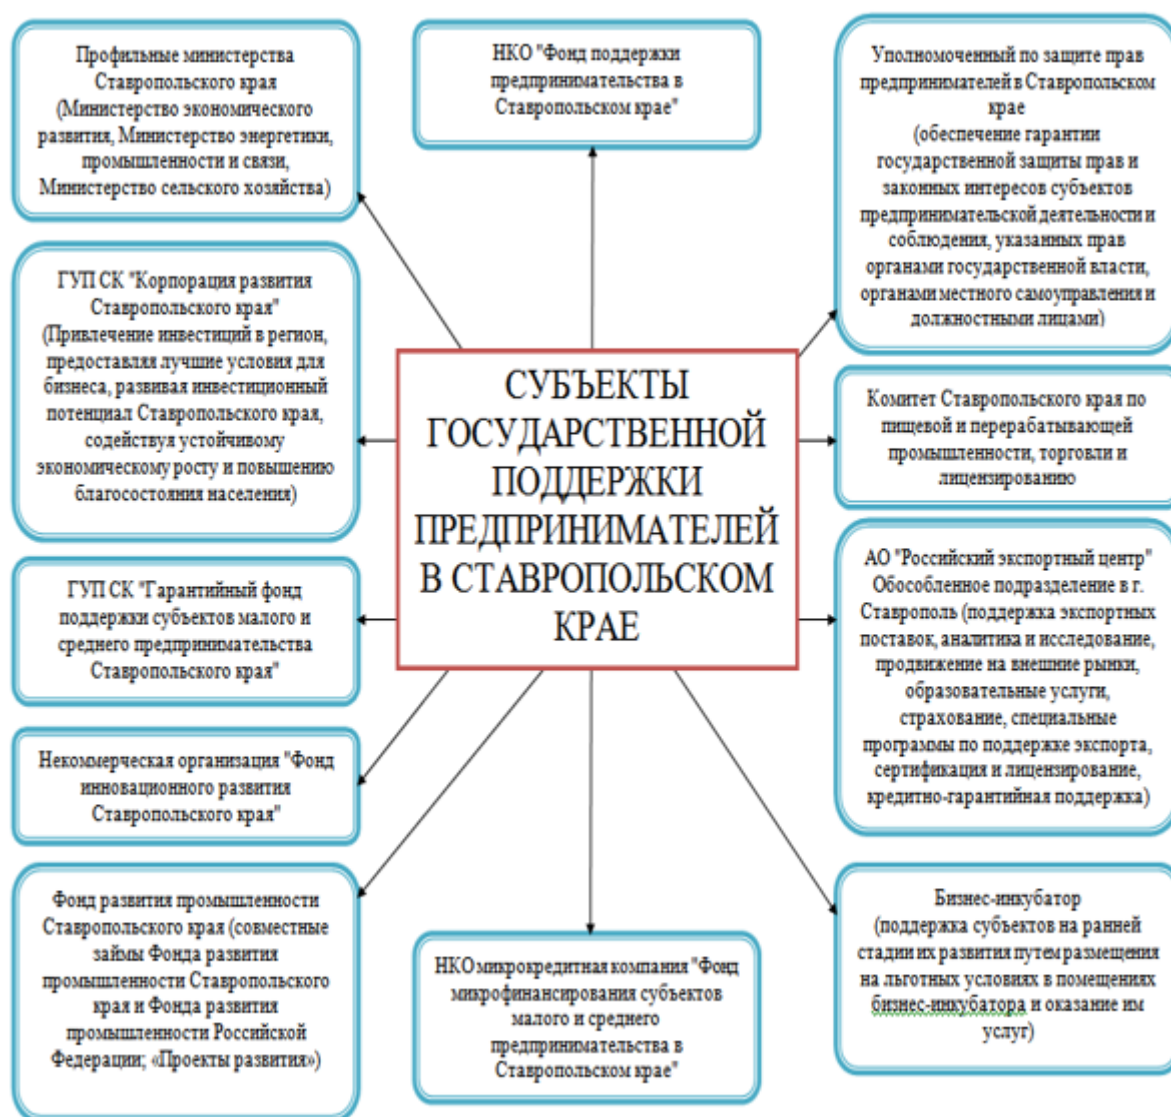 Профильные министерства
Ставропольского края
(Министерство экономического
развития, Министерство энергетики,
промышленности и связи,
Министерство сельского хозяйства)
НКО "Фонд поддержки
предпринимательства в
Ставропольском крае"
Уполномоченный по защите прав
предпринимателей в Ставропольском
крае
(обеспечение гарантии
государственной защиты прав и
законных интересов субъектов
предпринимательской деятельности и
соблюдения, указанных прав
органами государственной власти,
органами местного самоуправления и
должностными лицами)
ГУП СК "Корпорация развития
Ставропольского края"
(Привлечение инвестиций в регион,
предоставляя лучшие условия для
бизнеса, развивая инвестиционный
потенциал Ставропольского края,
содействуя устойчивому
экономическому росту и повышению
благосостояния населения)
СУБЪЕКТЫ
ГОСУДАРСТВЕННОЙ
ПОДДЕРЖКИ
ПРЕДПРИНИМАТЕЛЕЙ
В СТАВРОПОЛЬСКОМ
КРАЕ
Комитет Ставропольского края по
пищевой и перерабатывающей
промышленности, торговли и
лицензированию
ГУП СК "Гарантийный фонд
поддержки субъектов малого и
среднего предпринимательства
Ставропольского края"
АО "Российский экспортный центр"
Обособленное подразделение в г.
Ставрополь (поддержка экспортных
поставок, аналитика и исследование,
продвижение на внешние рынки,
образовательные услуги,
страхование, специальные
программы по поддержке экспорта,
сертификация и лицензирование,
кредитно-гарантийная поддержка)
Некоммерческая организация "Фонд
инновационного развития
Ставропольского края"
Фонд развития промышленности
Ставропольского края (совместные
займы Фонда развития
промышленности Ставропольского
края и Фонда развития
промышленности Российской
Федерации; «Проекты развития»)
НКО микрокредитная компания "Фонд
микрофинансирования субъектов
малого и среднего
предпринимательства в
Ставропольском крае"
Бизнес-инкубатор
(поддержка субъектов на ранней
стадии их развития путем размещения
на льготных условиях в помещениях
бизнес-инкубатора и оказание им
услуг)